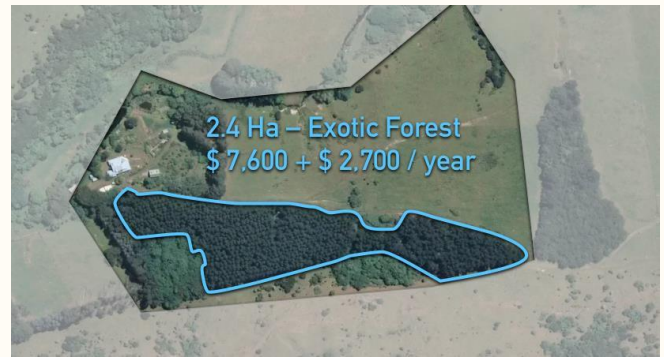 2.4 Ha – Exotic Forest
$ 7,600 + $ 2,700 / year